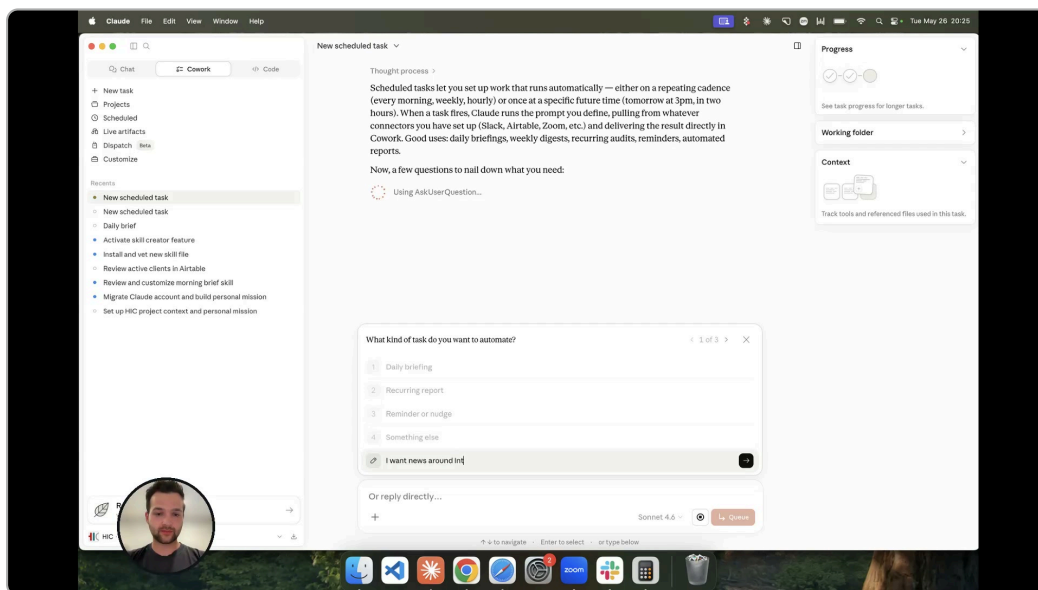 Claude File Edit View Window Help
Tue May 26 20:25
Chat Cowork Code
New task
Projects
Scheduled
Live artifacts
Dispatch Beta
Customize
Recents
New scheduled task
New scheduled task
Daily brief
Activate skill creator feature
Install and vet new skill file
Review active clients in Airtable
Review and customize morning brief skill
Migrate Claude account and build personal mission
Set up HIC project context and personal mission
HIC
New scheduled task
Thought process >
Scheduled tasks let you set up work that runs automatically — either on a repeating cadence
(every morning, weekly, hourly) or once at a specific future time (tomorrow at 3pm, in two
hours). When a task fires, Claude runs the prompt you define, pulling from whatever
connectors you have set up (Slack, Airtable, Zoom, etc.) and delivering the result directly in
Cowork. Good uses: daily briefings, weekly digests, recurring audits, reminders, automated
reports.
Now, a few questions to nail down what you need:
Using AskUserQuestion...
What kind of task do you want to automate?
< 1 of 3 >
1 Daily briefing
2 Recurring report
3 Reminder or nudge
4 Something else
I want news around Int
Or reply directly...
Sonnet 4.6
Queue
↑↓ to navigate · Enter to select · or type below
Progress
See task progress for longer tasks.
Working folder
Context
Track tools and referenced files used in this task.
2
zoom